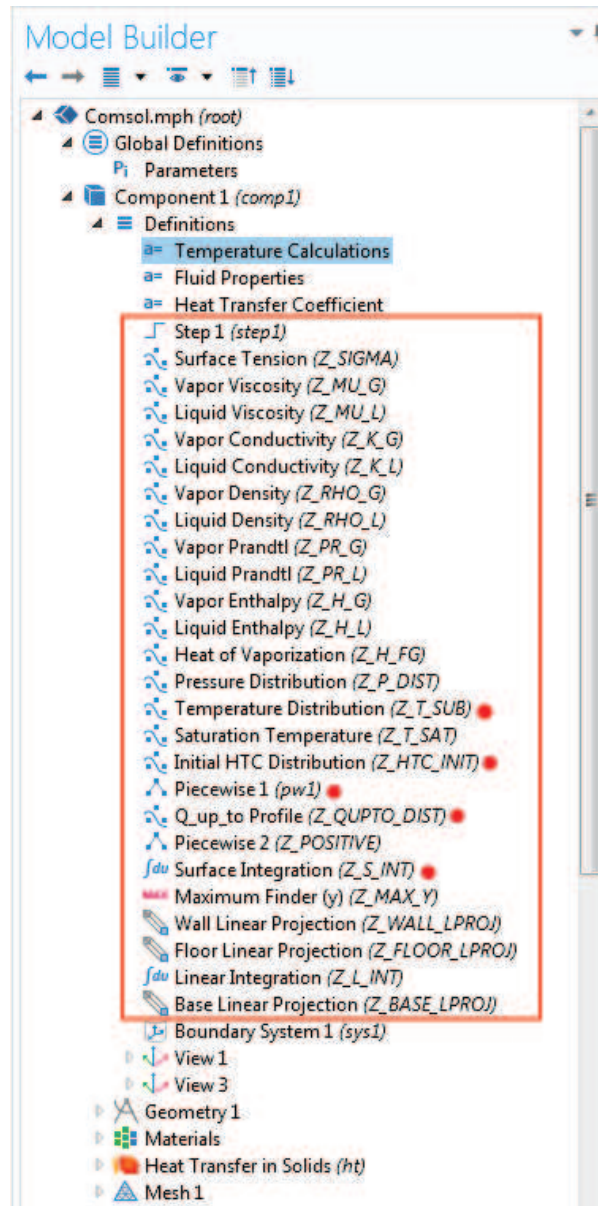 Model Builder
Comsol.mph (root)
Global Definitions
Pi Parameters
Component 1 (comp1)
Definitions
a= Temperature Calculations
a= Fluid Properties
a= Heat Transfer Coefficient
Step 1 (step1)
Surface Tension (Z_SIGMA)
Vapor Viscosity (Z_MU_G)
Liquid Viscosity (Z_MU_L)
Vapor Conductivity (Z_K_G)
Liquid Conductivity (Z_K_L)
Vapor Density (Z_RHO_G)
Liquid Density (Z_RHO_L)
Vapor Prandtl (Z_PR_G)
Liquid Prandtl (Z_PR_L)
Vapor Enthalpy (Z_H_G)
Liquid Enthalpy (Z_H_L)
Heat of Vaporization (Z_H_FG)
Pressure Distribution (Z_P_DIST)
Temperature Distribution (Z_T_SUB)
Saturation Temperature (Z_T_SAT)
Initial HTC Distribution (Z_HTC_INIT)
Piecewise 1 (pw1)
Q_up_to Profile (Z_QUPTO_DIST)
Piecewise 2 (Z_POSITIVE)
∫du Surface Integration (Z_S_INT)
MAX Maximum Finder (y) (Z_MAX_Y)
Wall Linear Projection (Z_WALL_LPROJ)
Floor Linear Projection (Z_FLOOR_LPROJ)
∫du Linear Integration (Z_L_INT)
Base Linear Projection (Z_BASE_LPROJ)
Boundary System 1 (sys1)
View 1
View 3
Geometry 1
Materials
Heat Transfer in Solids (ht)
Mesh 1